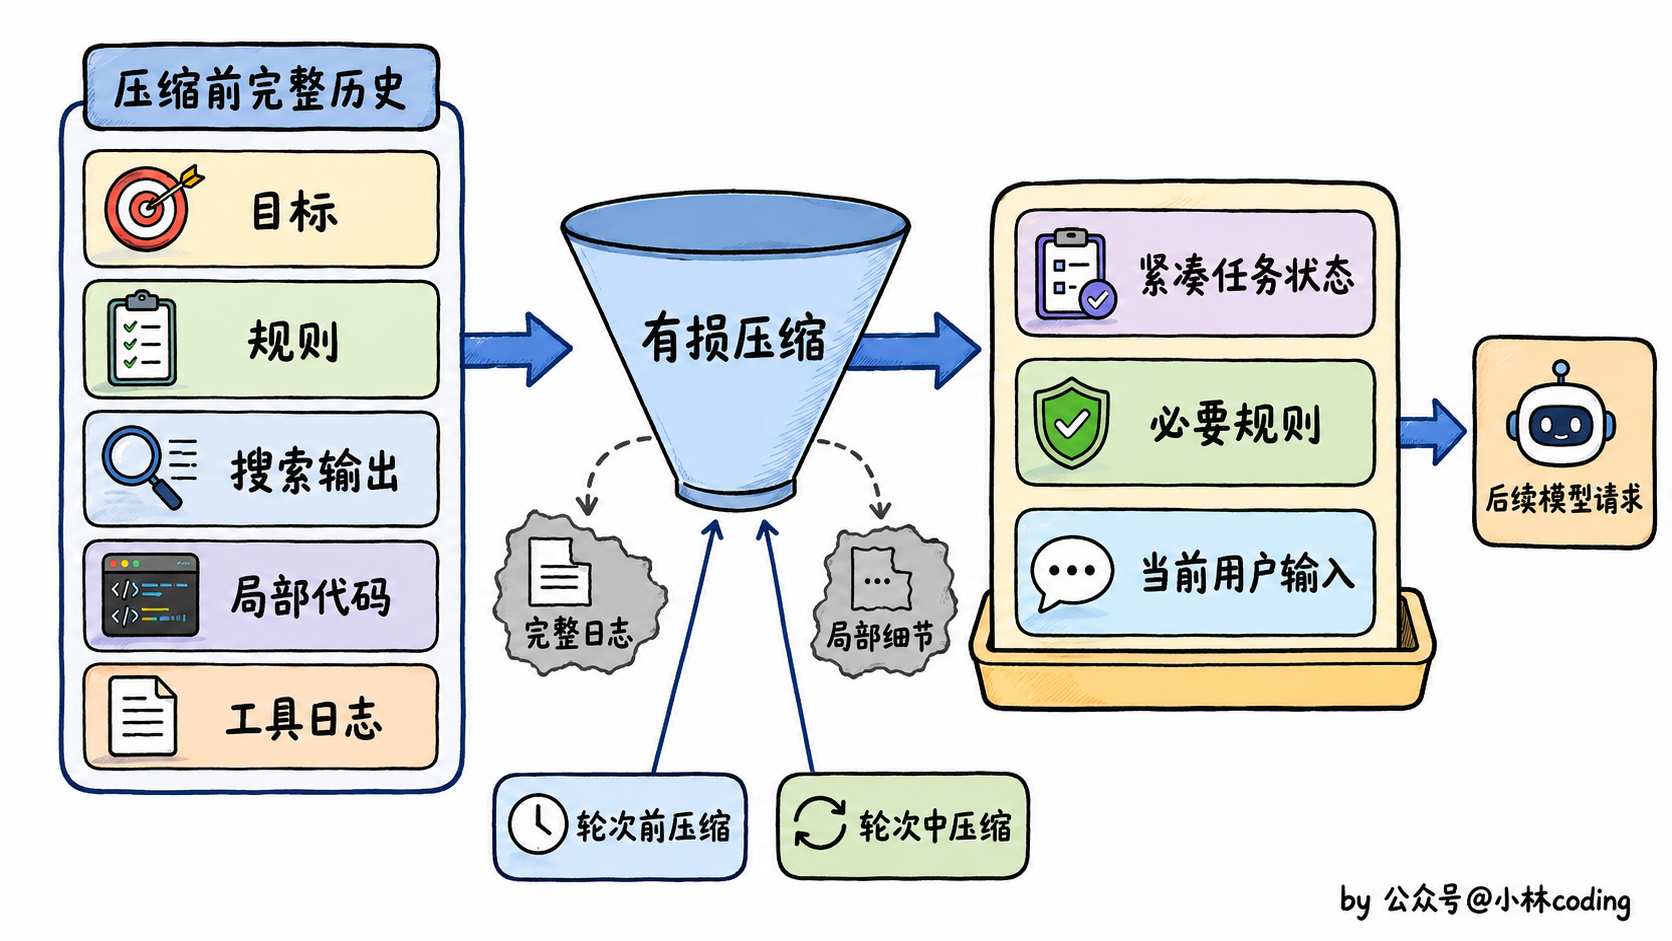 压缩前完整历史
目标
规则
搜索输出
局部代码
工具日志
有损压缩
完整日志
局部细节
轮次前压缩
轮次中压缩
紧凑任务状态
必要规则
当前用户输入
后续模型请求
by 公众号@小林coding